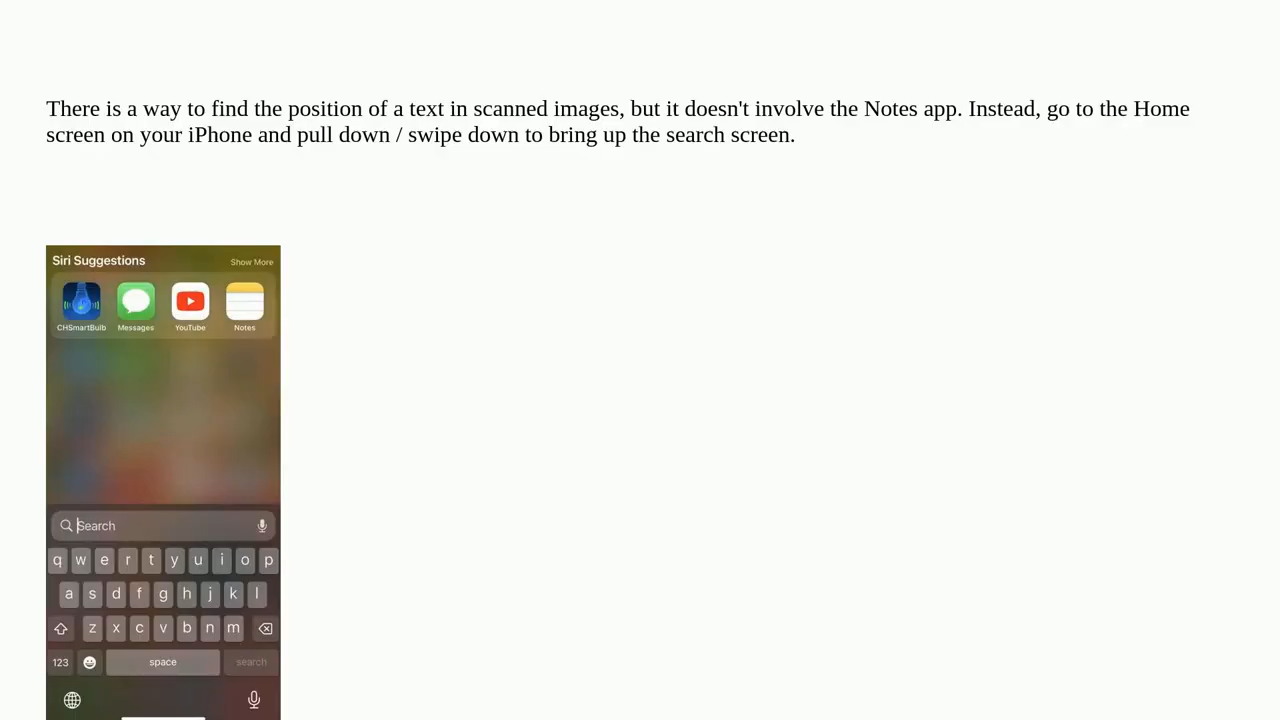 There is a way to find the position of a text in scanned images, but it doesn't involve the Notes app. Instead, go to the Home
screen on your iPhone and pull down / swipe down to bring up the search screen.
Siri Suggestions Show More
CHSmartBulb Messages YouTube Notes
Search
q w e r t y u i o p
a s d f g h j k l
z x c v b n m
123 space search